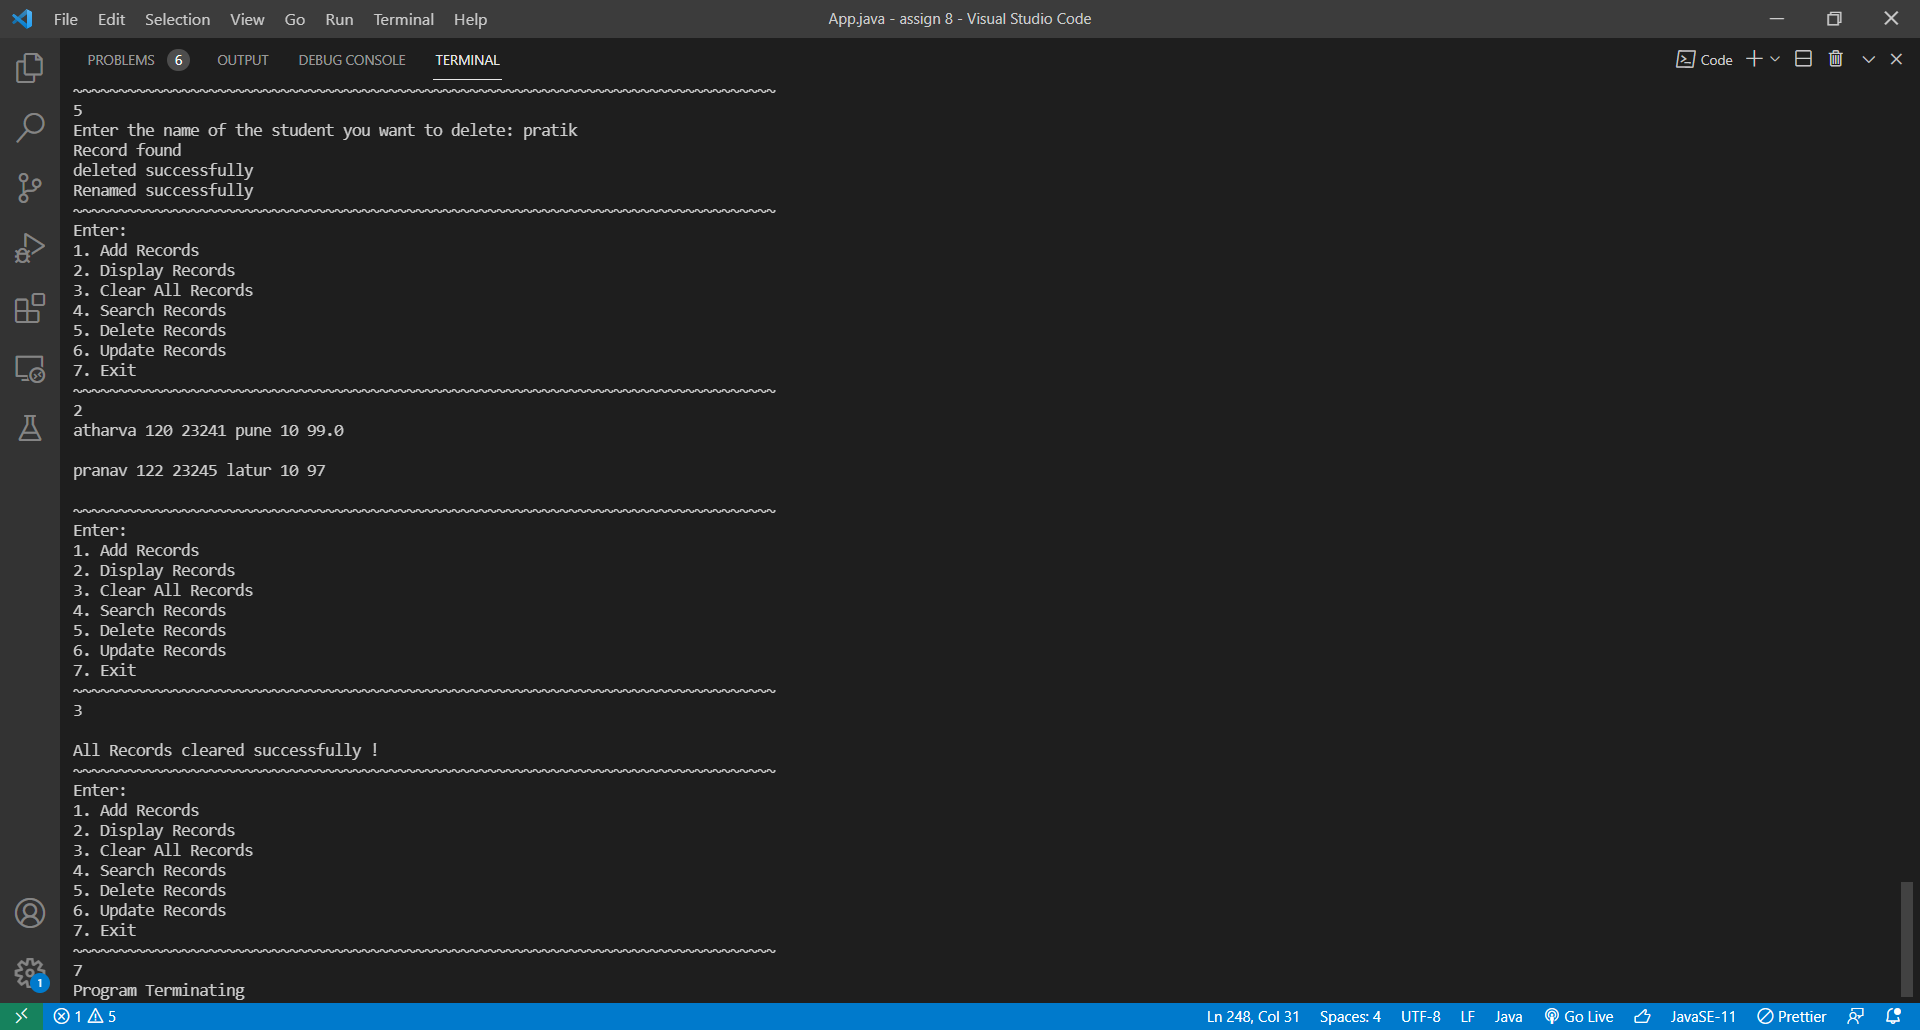 File Edit Selection View Go Run Terminal Help App.java - assign 8 - Visual Studio Code
PROBLEMS 6 OUTPUT DEBUG CONSOLE TERMINAL Code
~~~~~~~~~~~~~~~~~~~~~~~~~~~~~~~~~~~~~~~~~~~~~~~~~~~~~~~~~~~~~~~~~~~~~~~~~~~~~~
5
Enter the name of the student you want to delete: pratik
Record found
deleted successfully
Renamed successfully
~~~~~~~~~~~~~~~~~~~~~~~~~~~~~~~~~~~~~~~~~~~~~~~~~~~~~~~~~~~~~~~~~~~~~~~~~~~~~~
Enter:
1. Add Records
2. Display Records
3. Clear All Records
4. Search Records
5. Delete Records
6. Update Records
7. Exit
~~~~~~~~~~~~~~~~~~~~~~~~~~~~~~~~~~~~~~~~~~~~~~~~~~~~~~~~~~~~~~~~~~~~~~~~~~~~~~
2
atharva 120 23241 pune 10 99.0
pranav 122 23245 latur 10 97
~~~~~~~~~~~~~~~~~~~~~~~~~~~~~~~~~~~~~~~~~~~~~~~~~~~~~~~~~~~~~~~~~~~~~~~~~~~~~~
Enter:
1. Add Records
2. Display Records
3. Clear All Records
4. Search Records
5. Delete Records
6. Update Records
7. Exit
~~~~~~~~~~~~~~~~~~~~~~~~~~~~~~~~~~~~~~~~~~~~~~~~~~~~~~~~~~~~~~~~~~~~~~~~~~~~~~
3
All Records cleared successfully !
~~~~~~~~~~~~~~~~~~~~~~~~~~~~~~~~~~~~~~~~~~~~~~~~~~~~~~~~~~~~~~~~~~~~~~~~~~~~~~
Enter:
1. Add Records
2. Display Records
3. Clear All Records
4. Search Records
5. Delete Records
6. Update Records
7. Exit
~~~~~~~~~~~~~~~~~~~~~~~~~~~~~~~~~~~~~~~~~~~~~~~~~~~~~~~~~~~~~~~~~~~~~~~~~~~~~~
7
Program Terminating
1
1 5 Ln 248, Col 31 Spaces: 4 UTF-8 LF Java Go Live JavaSE-11 Prettier